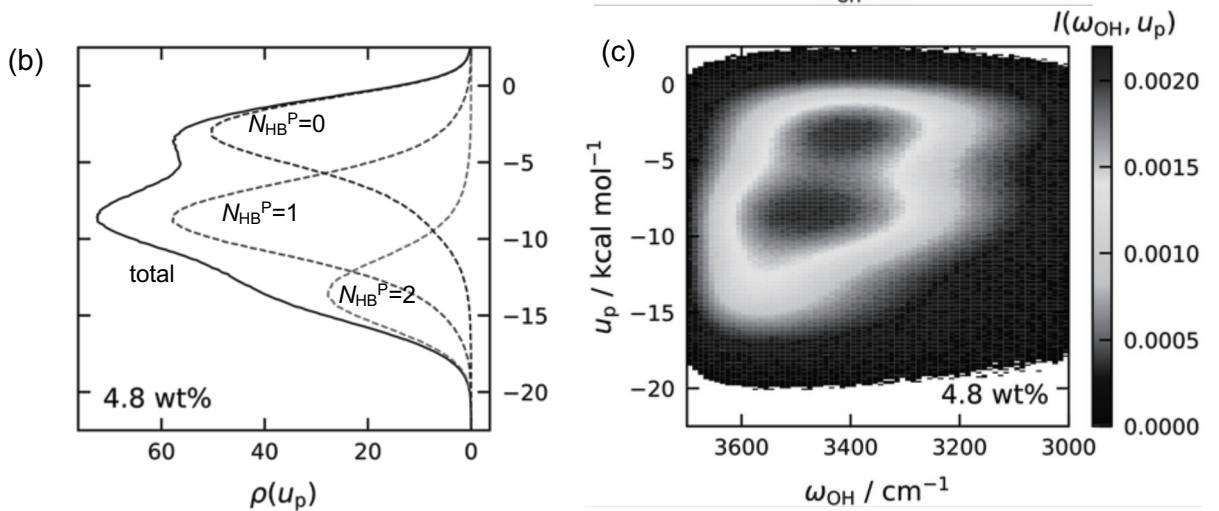 OH
(b)
0
−5
−10
−15
−20
N_HB^P=0
N_HB^P=1
N_HB^P=2
total
4.8 wt%
60 40 20 0
ρ(u_p)
(c)
I(ω_OH, u_p)
u_p / kcal mol⁻¹
0
−5
−10
−15
−20
4.8 wt%
3600 3400 3200 3000
ω_OH / cm⁻¹
0.0020
0.0015
0.0010
0.0005
0.0000